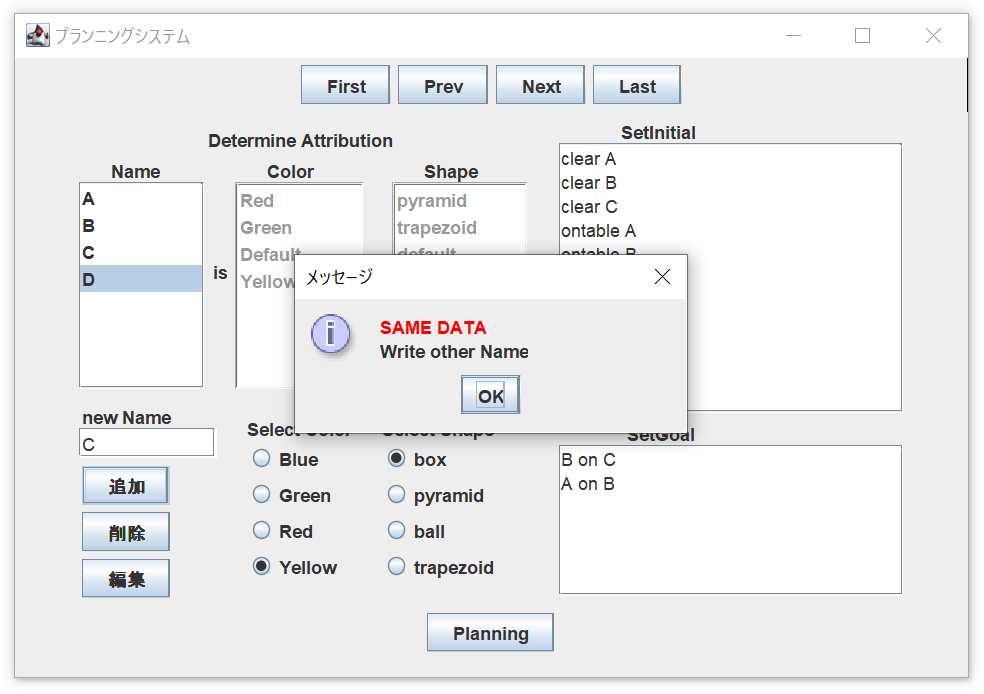 プランニングシステム
First Prev Next Last
Determine Attribution
Name
A
B
C
D
is
Color
Red
Green
Default
Yellow
Shape
pyramid
trapezoid
default
SetInitial
clear A
clear B
clear C
ontable A
ontable B
メッセージ
SAME DATA
Write other Name
OK
new Name
C
追加
削除
編集
Select Color
Blue
Green
Red
Yellow
Select Shape
box
pyramid
ball
trapezoid
SetGoal
B on C
A on B
Planning